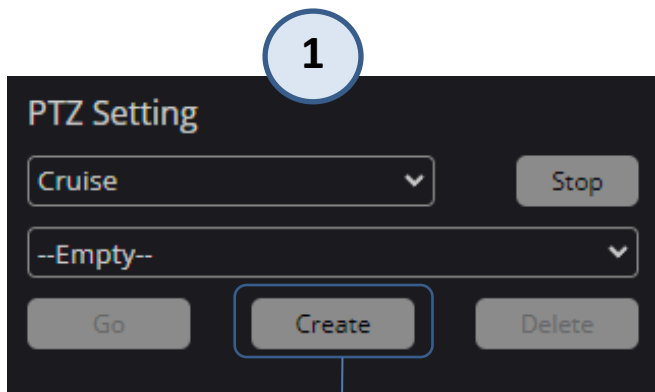 1
PTZ Setting
Cruise Stop
--Empty--
Go Create Delete